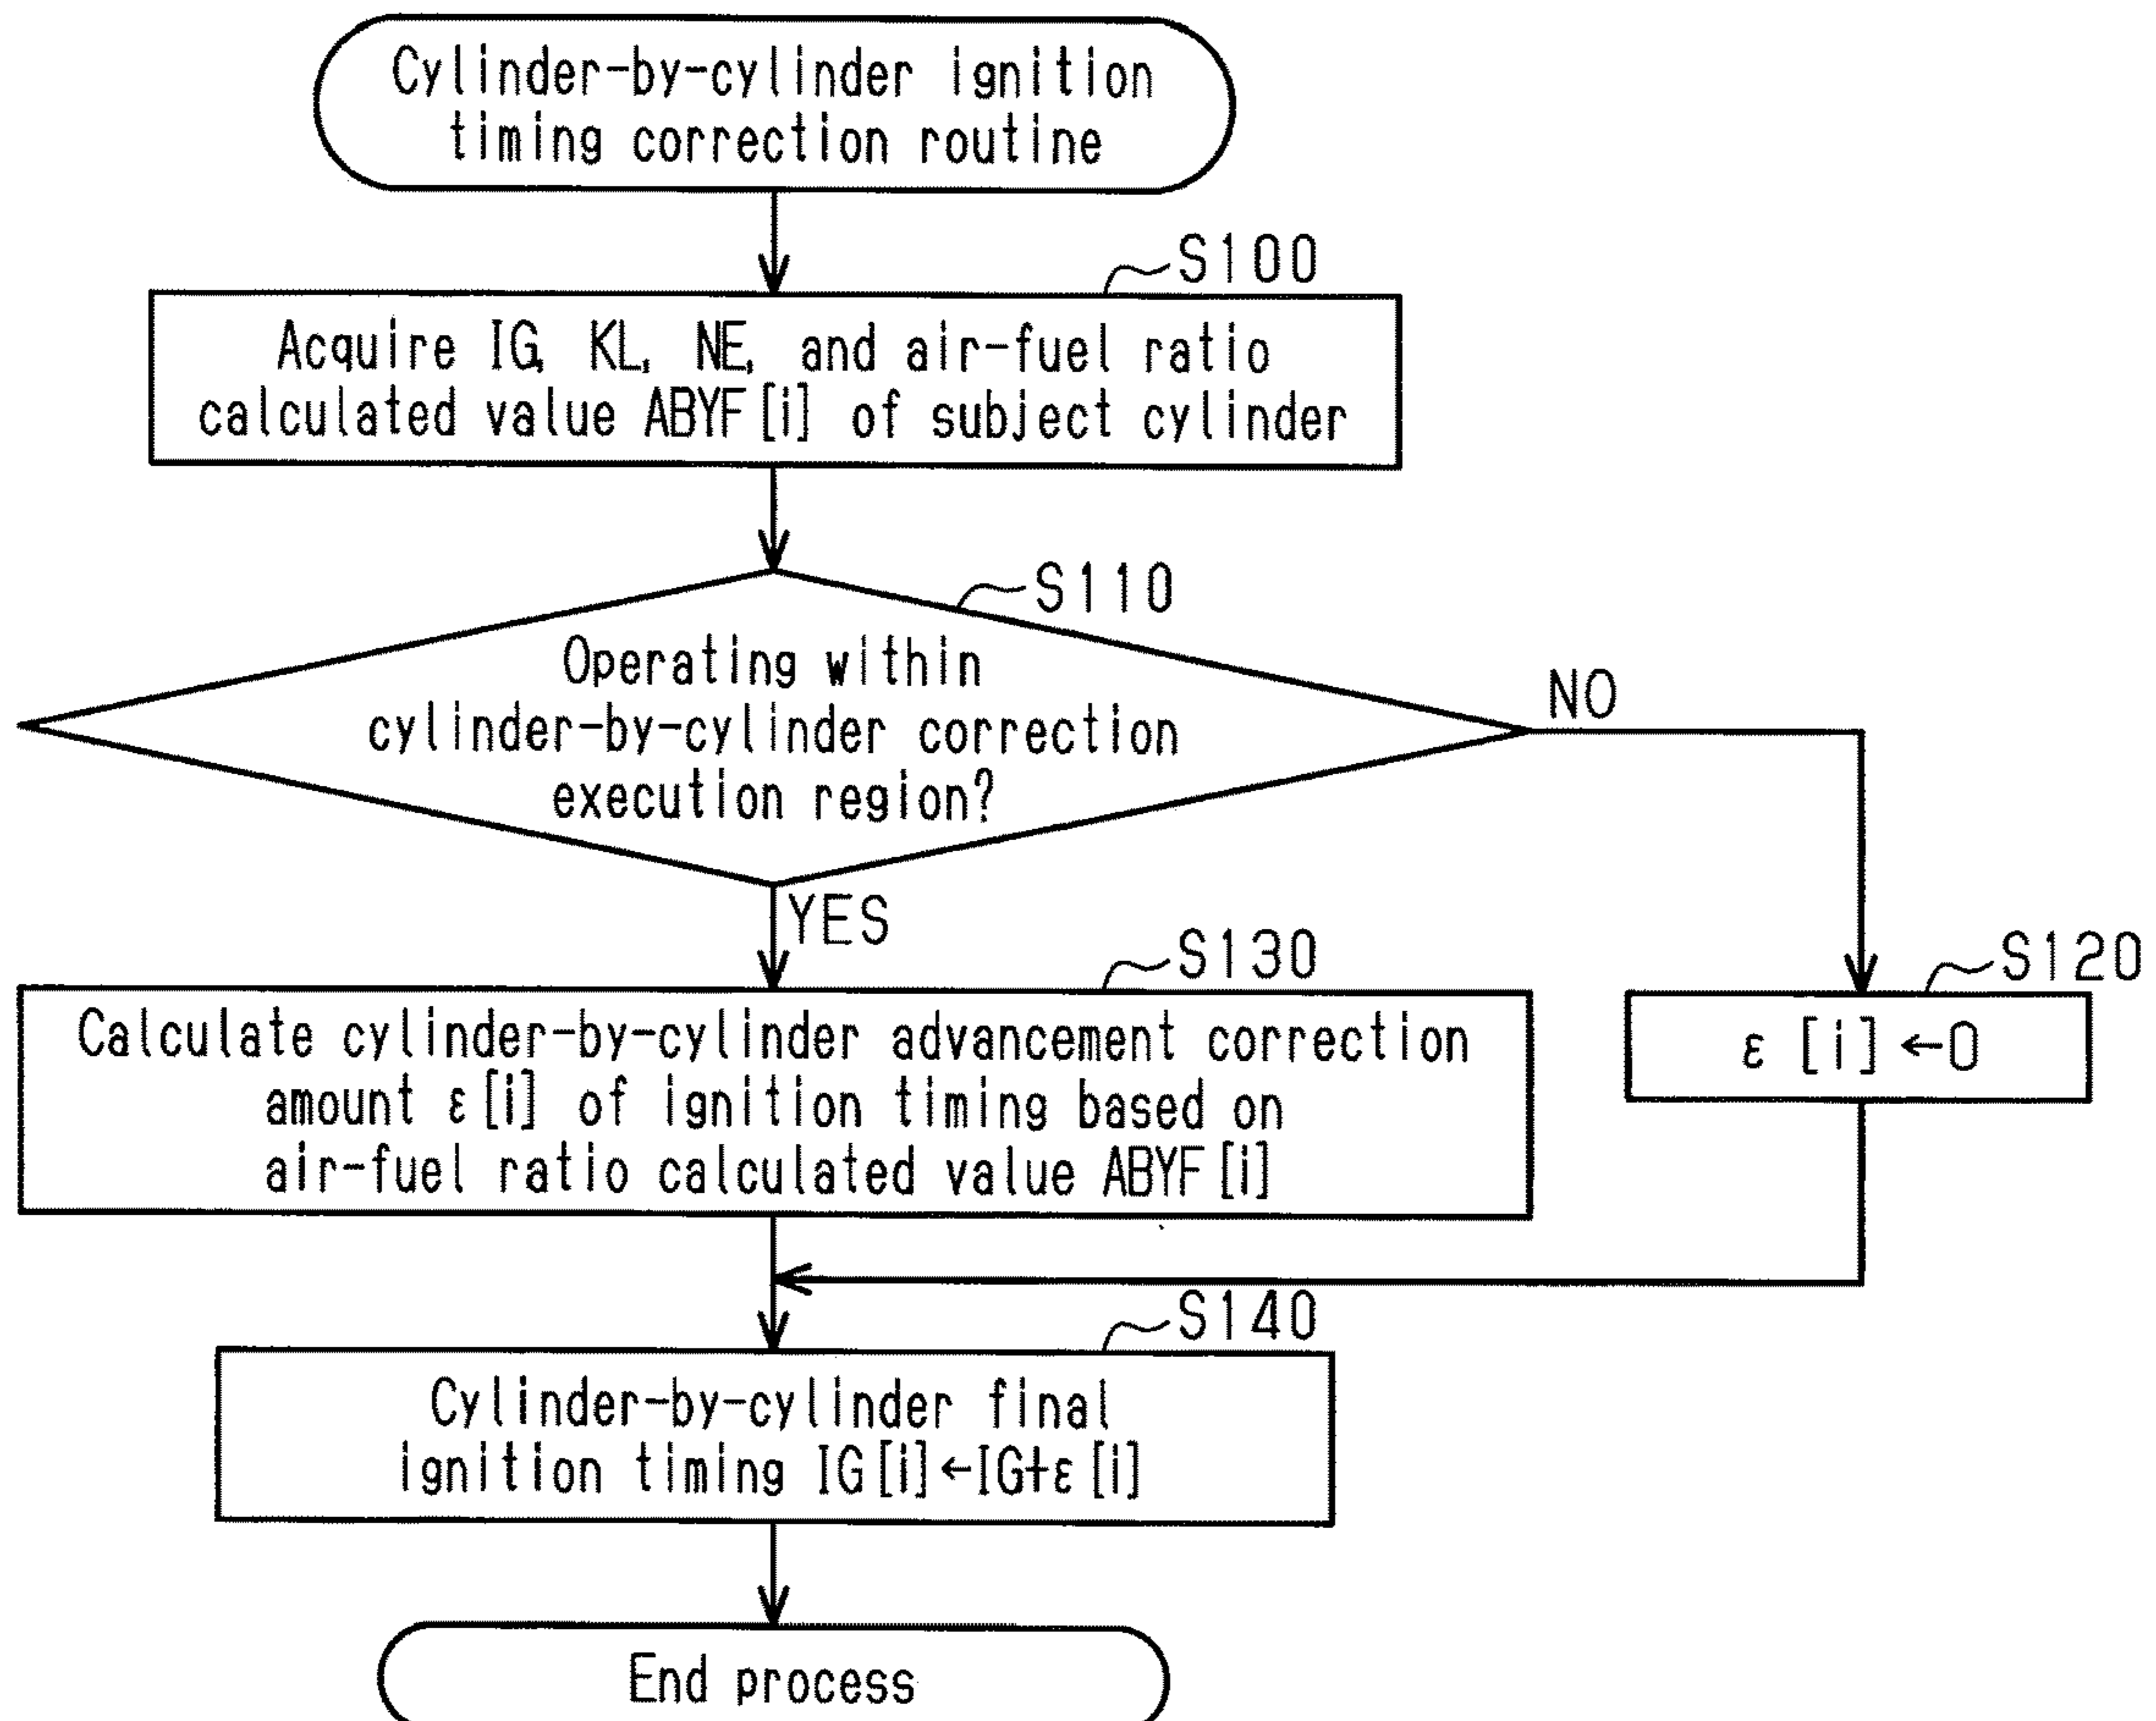 Cylinder-by-cylinder ignition
timing correction routine
S100
Acquire IG, KL, NE, and air-fuel ratio
calculated value ABYF[i] of subject cylinder
S110
Operating within
cylinder-by-cylinder correction
execution region?
NO
YES
S130
Calculate cylinder-by-cylinder advancement correction
amount ε[i] of ignition timing based on
air-fuel ratio calculated value ABYF[i]
S120
ε [i] ←0
S140
Cylinder-by-cylinder final
ignition timing IG[i]←IG+ε[i]
End process